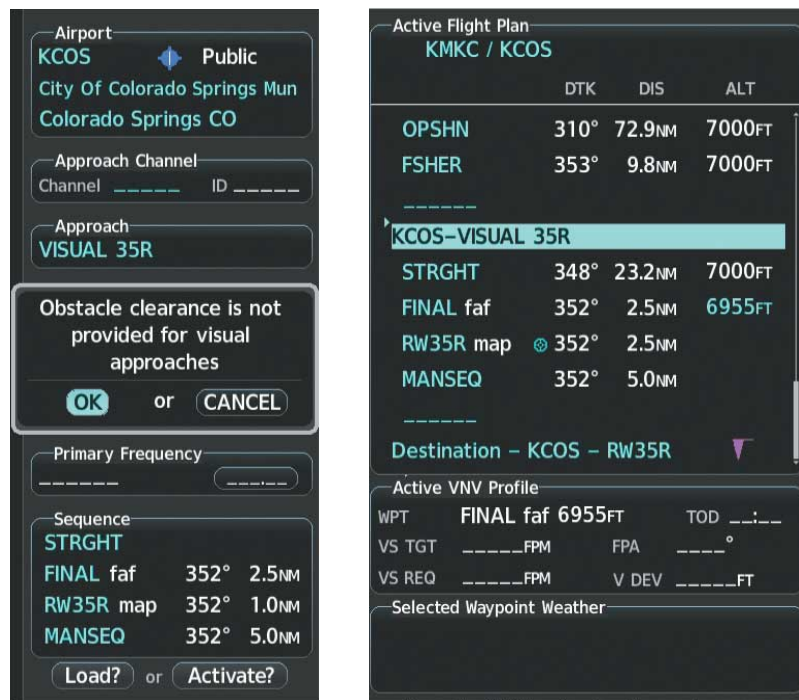 Airport
KCOS Public
City Of Colorado Springs Mun
Colorado Springs CO
Approach Channel
Channel _____ ID _____
Approach
VISUAL 35R
Obstacle clearance is not
provided for visual
approaches
OK or CANCEL
Primary Frequency
______ ___.__
Sequence
STRGHT
FINAL faf 352° 2.5NM
RW35R map 352° 1.0NM
MANSEQ 352° 5.0NM
Load? or Activate?
Active Flight Plan
KMKC / KCOS
DTK DIS ALT
OPSHN 310° 72.9NM 7000FT
FSHER 353° 9.8NM 7000FT
______
KCOS–VISUAL 35R
STRGHT 348° 23.2NM 7000FT
FINAL faf 352° 2.5NM 6955FT
RW35R map 352° 2.5NM
MANSEQ 352° 5.0NM
______
Destination – KCOS – RW35R
Active VNV Profile
WPT FINAL faf 6955FT TOD __:__
VS TGT _____FPM FPA ____°
VS REQ _____FPM V DEV _____FT
Selected Waypoint Weather